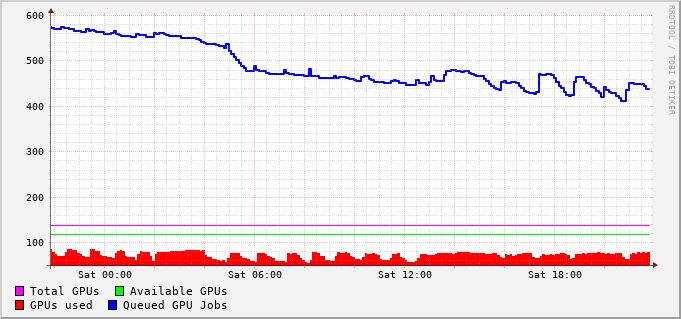 600
500
400
300
200
100
Sat 00:00 Sat 06:00 Sat 12:00 Sat 18:00
Total GPUs Available GPUs
GPUs used Queued GPU Jobs
RRDTOOL / TOBI OETIKER